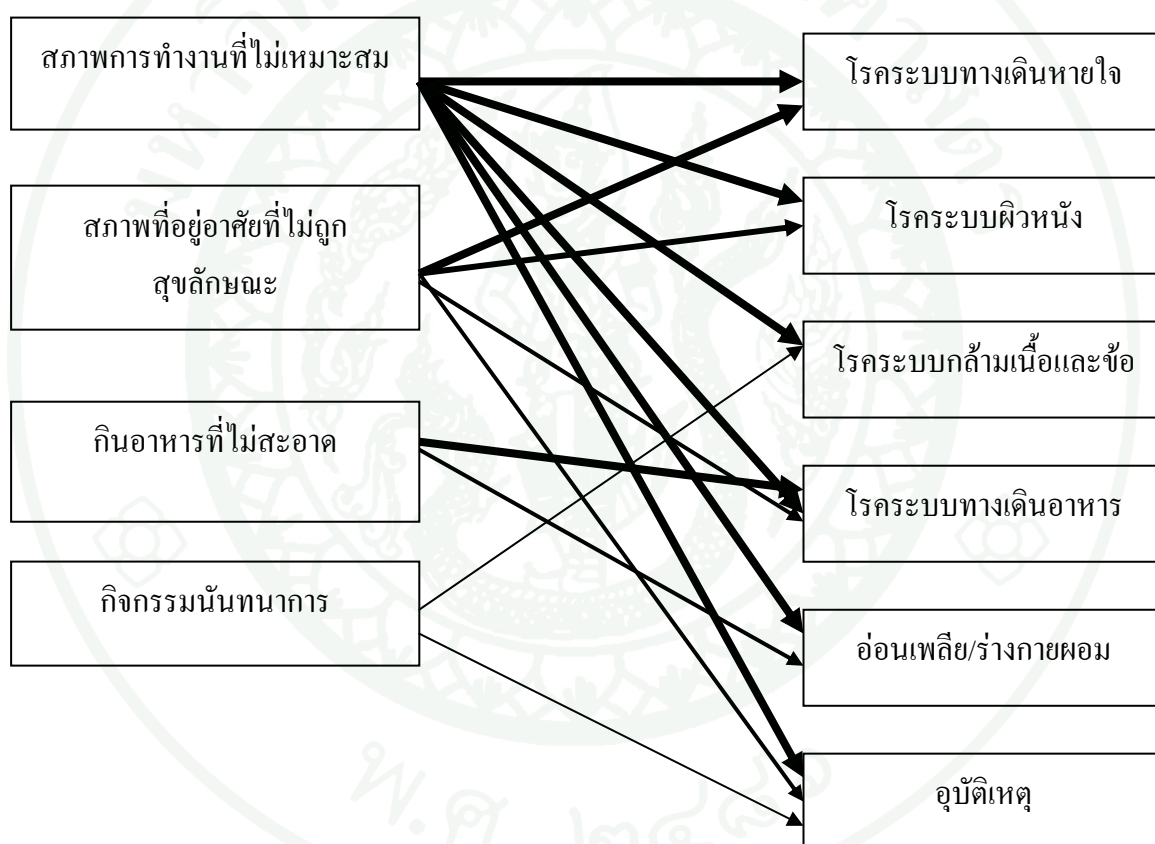 สภาพการทำงานที่ไม่เหมาะสม
สภาพที่อยู่อาศัยที่ไม่ถูก
สุขลักษณะ
กินอาหารที่ไม่สะอาด
กิจกรรมนันทนาการ
โรคระบบทางเดินหายใจ
โรคระบบผิวหนัง
โรคระบบกล้ามเนื้อและข้อ
โรคระบบทางเดินอาหาร
อ่อนเพลีย/ร่างกายผอม
อุบัติเหตุ
พ.ศ. ๒๔๘๖